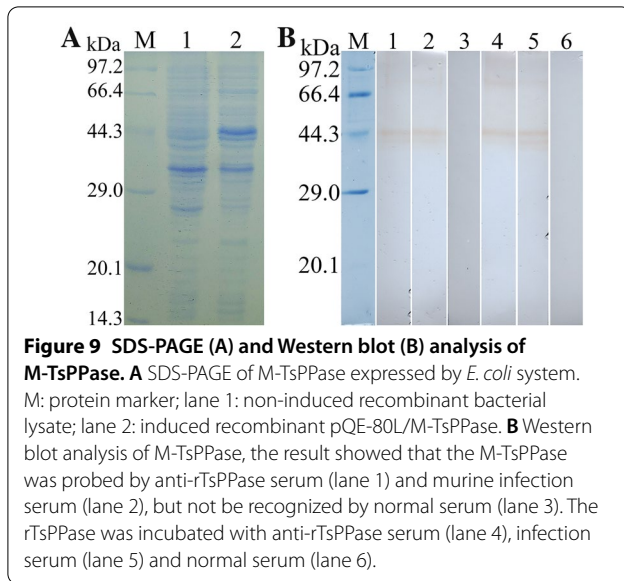 A kDa M 1 2 B kDa M 1 2 3 4 5 6
97.2 97.2
66.4 66.4
44.3 44.3
29.0 29.0
20.1 20.1
14.3
Figure 9 SDS-PAGE (A) and Western blot (B) analysis of
M-TsPPase. A SDS-PAGE of M-TsPPase expressed by E. coli system.
M: protein marker; lane 1: non-induced recombinant bacterial
lysate; lane 2: induced recombinant pQE-80L/M-TsPPase. B Western
blot analysis of M-TsPPase, the result showed that the M-TsPPase
was probed by anti-rTsPPase serum (lane 1) and murine infection
serum (lane 2), but not be recognized by normal serum (lane 3). The
rTsPPase was incubated with anti-rTsPPase serum (lane 4), infection
serum (lane 5) and normal serum (lane 6).